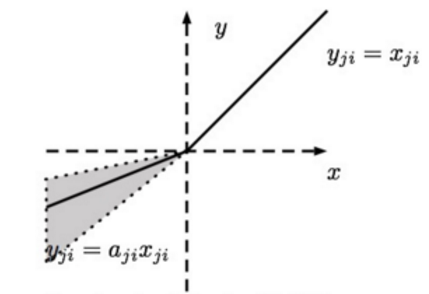 y
y_{ji} = x_{ji}
x
y_{ji} = a_{ji}x_{ji}